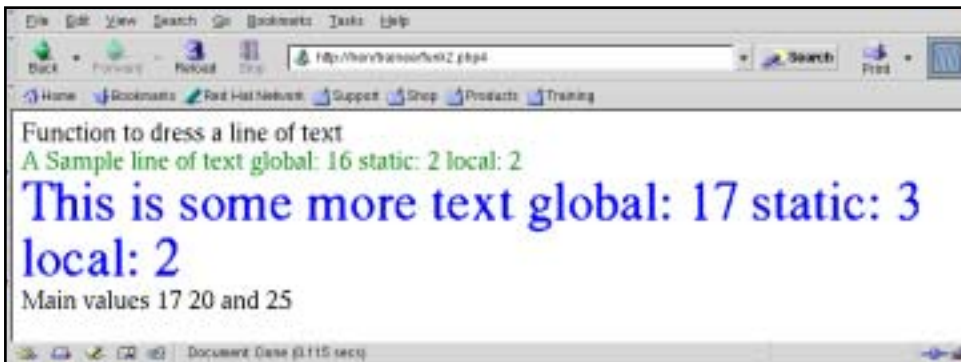 File Edit View Search Go Bookmarks Tasks Help
Back Forward Reload Stop Search Print
Home Bookmarks Red Hat Network Support Shop Products Training
Function to dress a line of text
A Sample line of text global: 16 static: 2 local: 2
This is some more text global: 17 static: 3
local: 2
Main values 17 20 and 25
Document: Done (0.115 secs)